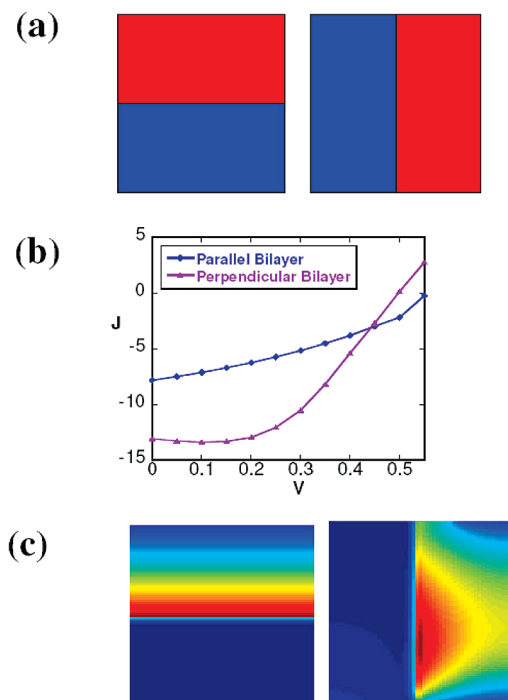 (a)
(b)
5
Parallel Bilayer
Perpendicular Bilayer
0
J
-5
-10
-15
0 0.1 0.2 0.3 0.4 0.5
V
(c)